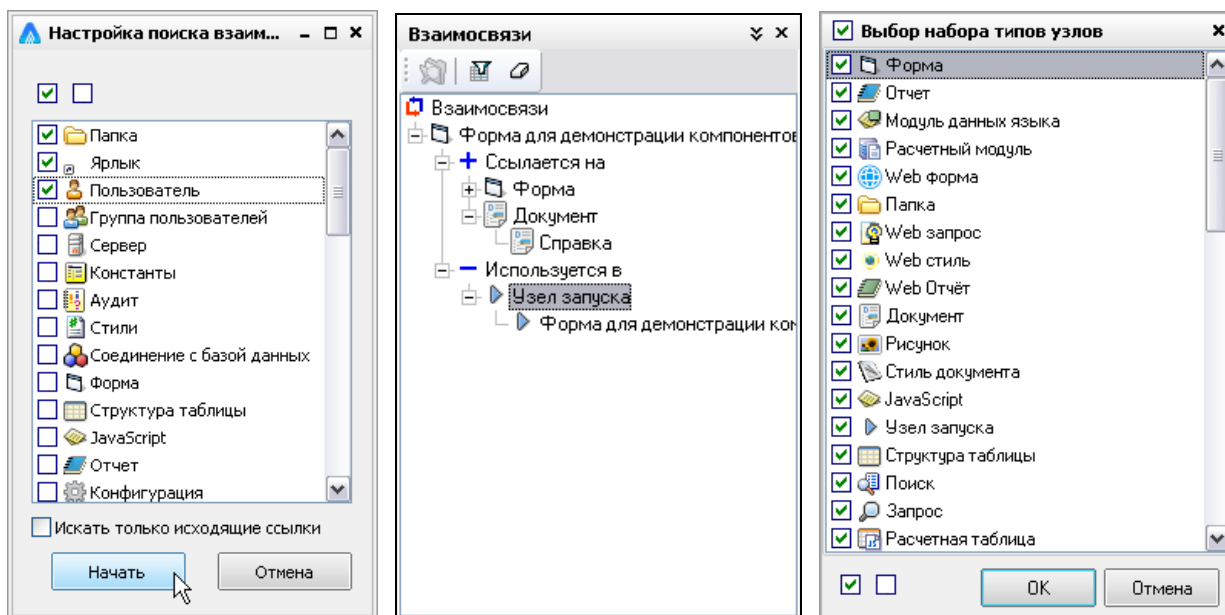 Настройка поиска взаим...
Папка
Ярлык
Пользователь
Группа пользователей
Сервер
Константы
Аудит
Стили
Соединение с базой данных
Форма
Структура таблицы
JavaScript
Отчет
Конфигурация
Искать только исходящие ссылки
Начать
Отмена
Взаимосвязи
Взаимосвязи
Форма для демонстрации компонентов
Ссылается на
Форма
Документ
Справка
Используется в
Узел запуска
Форма для демонстрации ком
Выбор набора типов узлов
Форма
Отчет
Модуль данных языка
Расчетный модуль
Web форма
Папка
Web запрос
Web стиль
Web Отчёт
Документ
Рисунок
Стиль документа
JavaScript
Узел запуска
Структура таблицы
Поиск
Запрос
Расчетная таблица
OK
Отмена